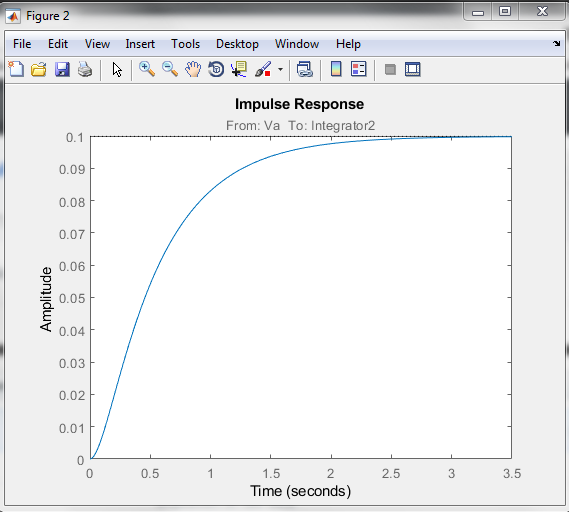 Figure 2
File Edit View Insert Tools Desktop Window Help
Impulse Response
From: Va To: Integrator2
0.1
0.09
0.08
0.07
0.06
0.05
0.04
0.03
0.02
0.01
0
Amplitude
0 0.5 1 1.5 2 2.5 3 3.5
Time (seconds)